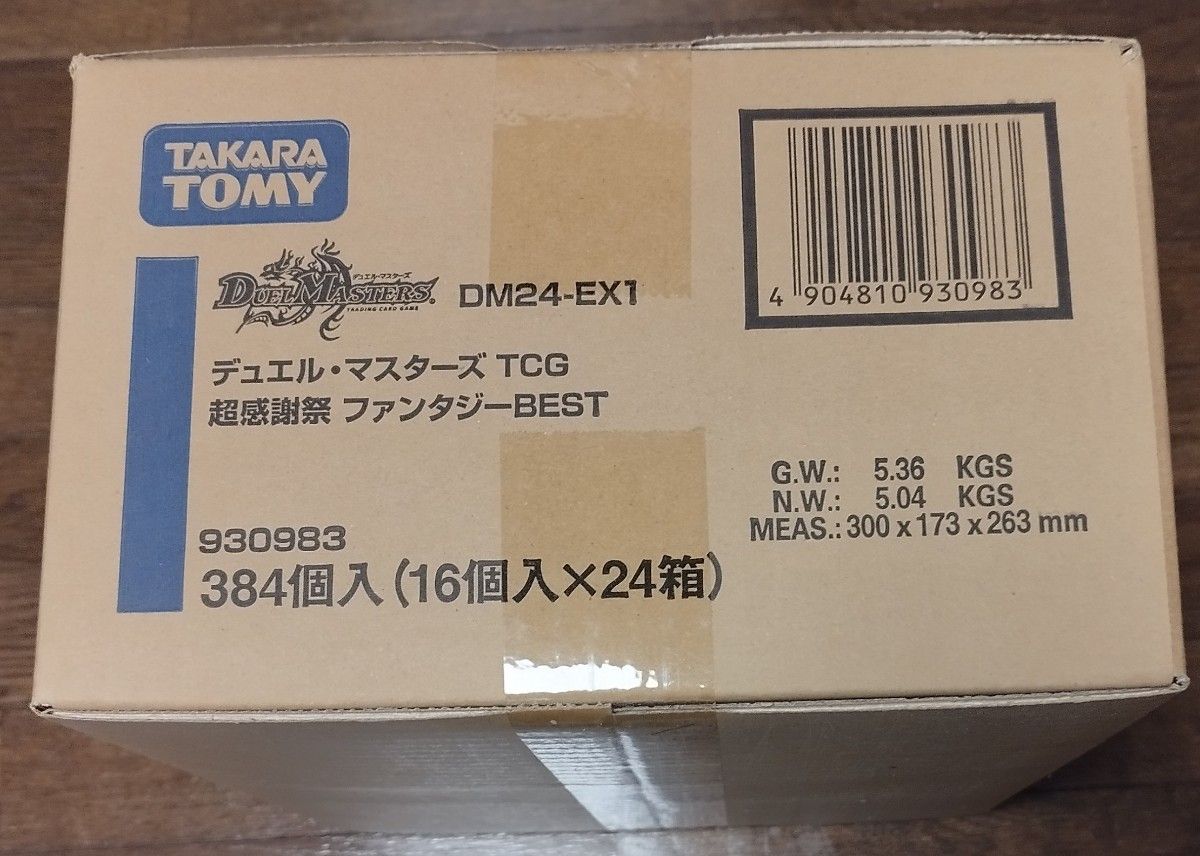 TAKARA
TOMY
デュエル・マスターズ
DUEL MASTERS
TRADING CARD GAME
DM24-EX1
デュエル・マスターズ TCG
超感謝祭 ファンタジーBEST
930983
384個入(16個入×24箱)
4 904810 930983
G.W.: 5.36 KGS
N.W.: 5.04 KGS
MEAS.: 300 x 173 x 263 mm